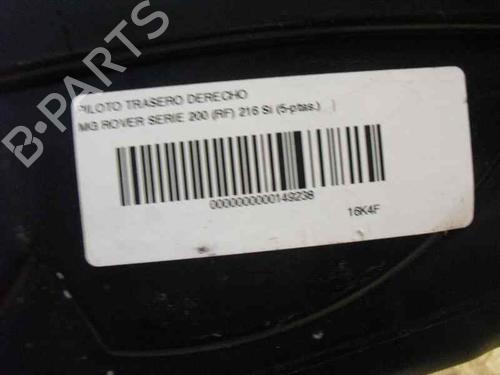 PILOTO TRASERO DERECHO
MG ROVER SERIE 200 (RF) 216 Si (5-ptas.) )
0000000000149238
16K4F
B-PARTS